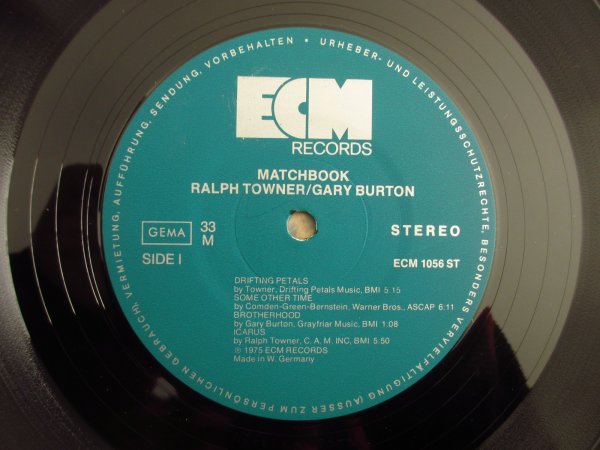 URHEBER- UND LEISTUNGSSCHUTZRECHTE, BESONDERS VERVIELFÄLTIGUNG (AUSSER ZUM PERSÖNLICHEN GEBRAUCH) VERMIETUNG, AUFFÜHRUNG, SENDUNG, VORBEHALTEN •
ECM
RECORDS
MATCHBOOK
RALPH TOWNER/GARY BURTON
GEMA 33 STEREO
M
SIDE I ECM 1056 ST
DRIFTING PETALS
by Towner, Drifting Petals Music, BMI 5:15
SOME OTHER TIME
by Comden-Green-Bernstein, Warner Bros., ASCAP 6:11
BROTHERHOOD
by Gary Burton, Grayfriar Music, BMI 1:08
ICARUS
by Ralph Towner, C. A. M. INC, BMI 5:50
℗ 1975 ECM RECORDS
Made in W. Germany